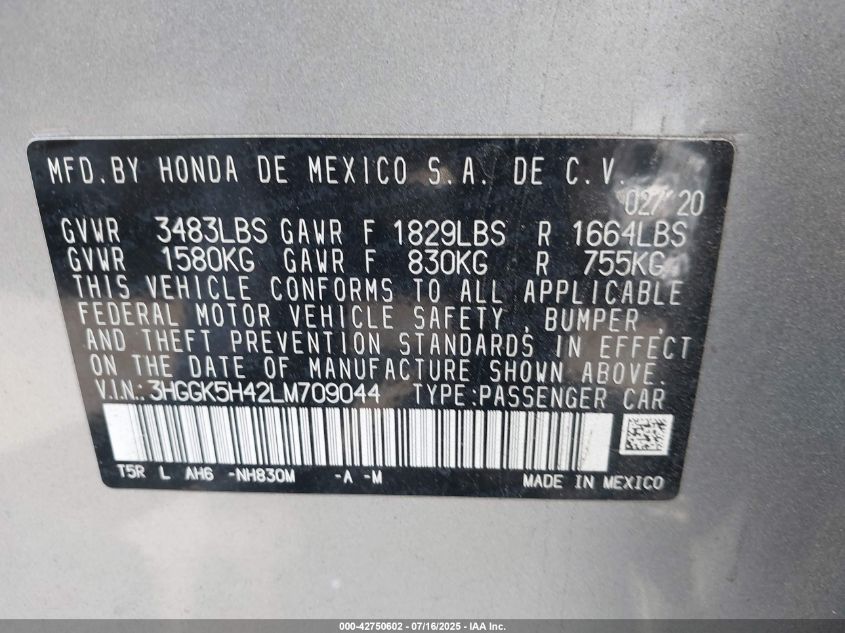 MFD.BY HONDA DE MEXICO S.A. DE C.V.
02/20
GVWR 3483LBS GAWR F 1829LBS R 1664LBS
GVWR 1580KG GAWR F 830KG R 755KG
THIS VEHICLE CONFORMS TO ALL APPLICABLE
FEDERAL MOTOR VEHICLE SAFETY , BUMPER ,
AND THEFT PREVENTION STANDARDS IN EFFECT
ON THE DATE OF MANUFACTURE SHOWN ABOVE.
V.I.N.: 3HGGK5H42LM709044 TYPE:PASSENGER CAR
T5R L AH6 -NH830M -A -M MADE IN MEXICO
000-42750602 - 07/16/2025 - IAA Inc.